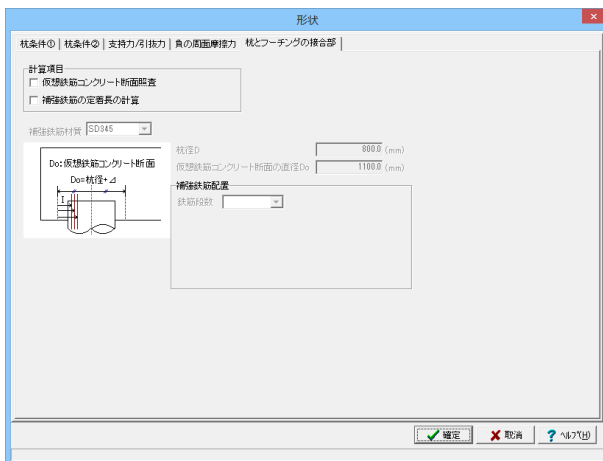 形状
杭条件① 杭条件② 支持力/引抜力 負の周面摩擦力 杭とフーチングの接合部
計算項目
仮想鉄筋コンクリート断面照査
補強鉄筋の定着長の計算
補強鉄筋材質 SD345
Do:仮想鉄筋コンクリート断面
Do=杭径+⊿
杭径D 800.0 (mm)
仮想鉄筋コンクリート断面の直径Do 1100.0 (mm)
補強鉄筋配置
鉄筋段数
確定 取消 ? ヘルプ(H)